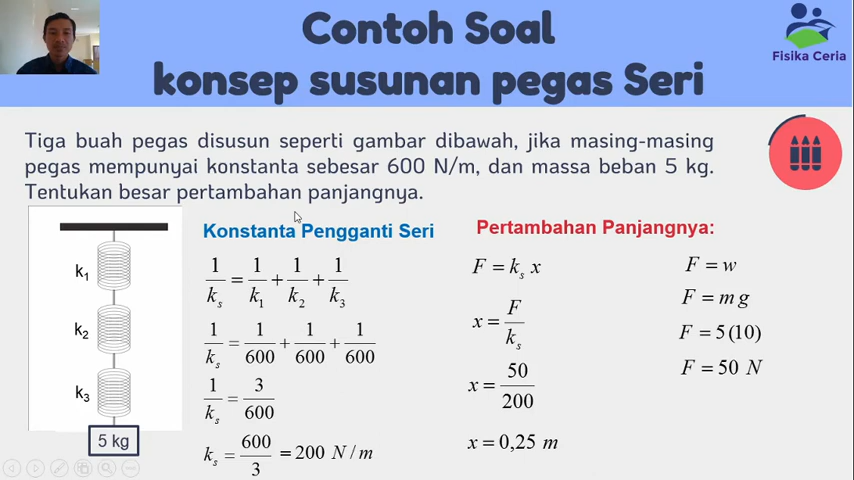 Contoh Soal
konsep susunan pegas Seri
Fisika Ceria
Tiga buah pegas disusun seperti gambar dibawah, jika masing-masing
pegas mempunyai konstanta sebesar 600 N/m, dan massa beban 5 kg.
Tentukan besar pertambahan panjangnya.
k₁
k₂
k₃
5 kg
Konstanta Pengganti Seri
1/kₛ = 1/k₁ + 1/k₂ + 1/k₃
1/kₛ = 1/600 + 1/600 + 1/600
1/kₛ = 3/600
kₛ = 600/3 = 200 N/m
Pertambahan Panjangnya:
F = kₛ x
x = F/kₛ
x = 50/200
x = 0,25 m
F = w
F = m g
F = 5(10)
F = 50 N